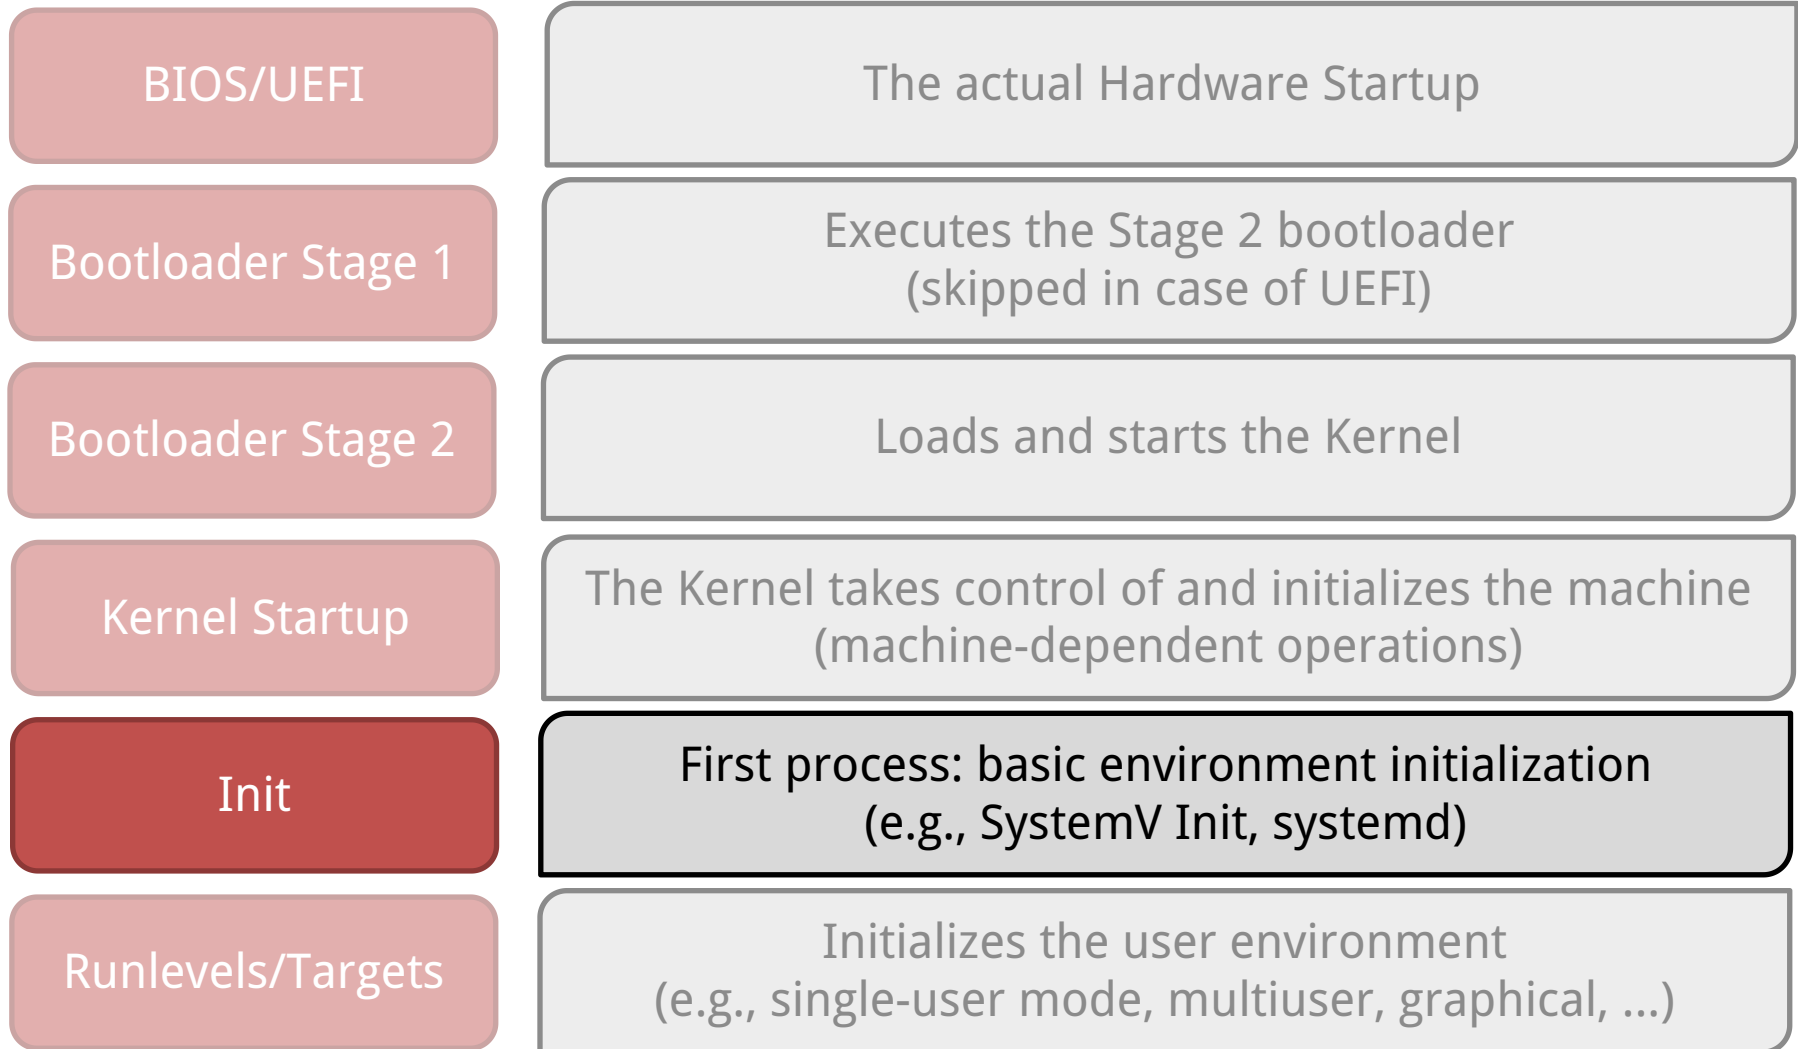 BIOS/UEFI
The actual Hardware Startup
Bootloader Stage 1
Executes the Stage 2 bootloader
(skipped in case of UEFI)
Bootloader Stage 2
Loads and starts the Kernel
Kernel Startup
The Kernel takes control of and initializes the machine
(machine-dependent operations)
Init
First process: basic environment initialization
(e.g., SystemV Init, systemd)
Runlevels/Targets
Initializes the user environment
(e.g., single-user mode, multiuser, graphical, ...)